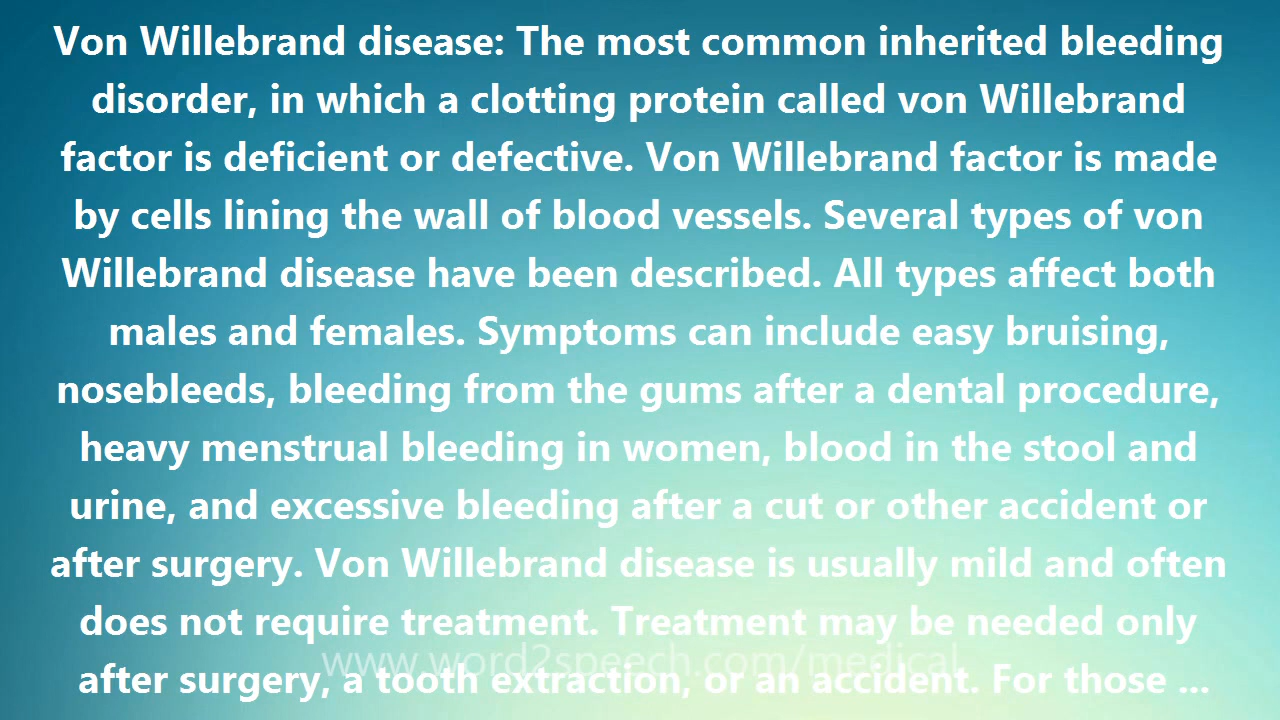 Von Willebrand disease: The most common inherited bleeding
disorder, in which a clotting protein called von Willebrand
factor is deficient or defective. Von Willebrand factor is made
by cells lining the wall of blood vessels. Several types of von
Willebrand disease have been described. All types affect both
males and females. Symptoms can include easy bruising,
nosebleeds, bleeding from the gums after a dental procedure,
heavy menstrual bleeding in women, blood in the stool and
urine, and excessive bleeding after a cut or other accident or
after surgery. Von Willebrand disease is usually mild and often
does not require treatment. Treatment may be needed only
www.word2speech.com/medical
after surgery, a tooth extraction, or an accident. For those ...